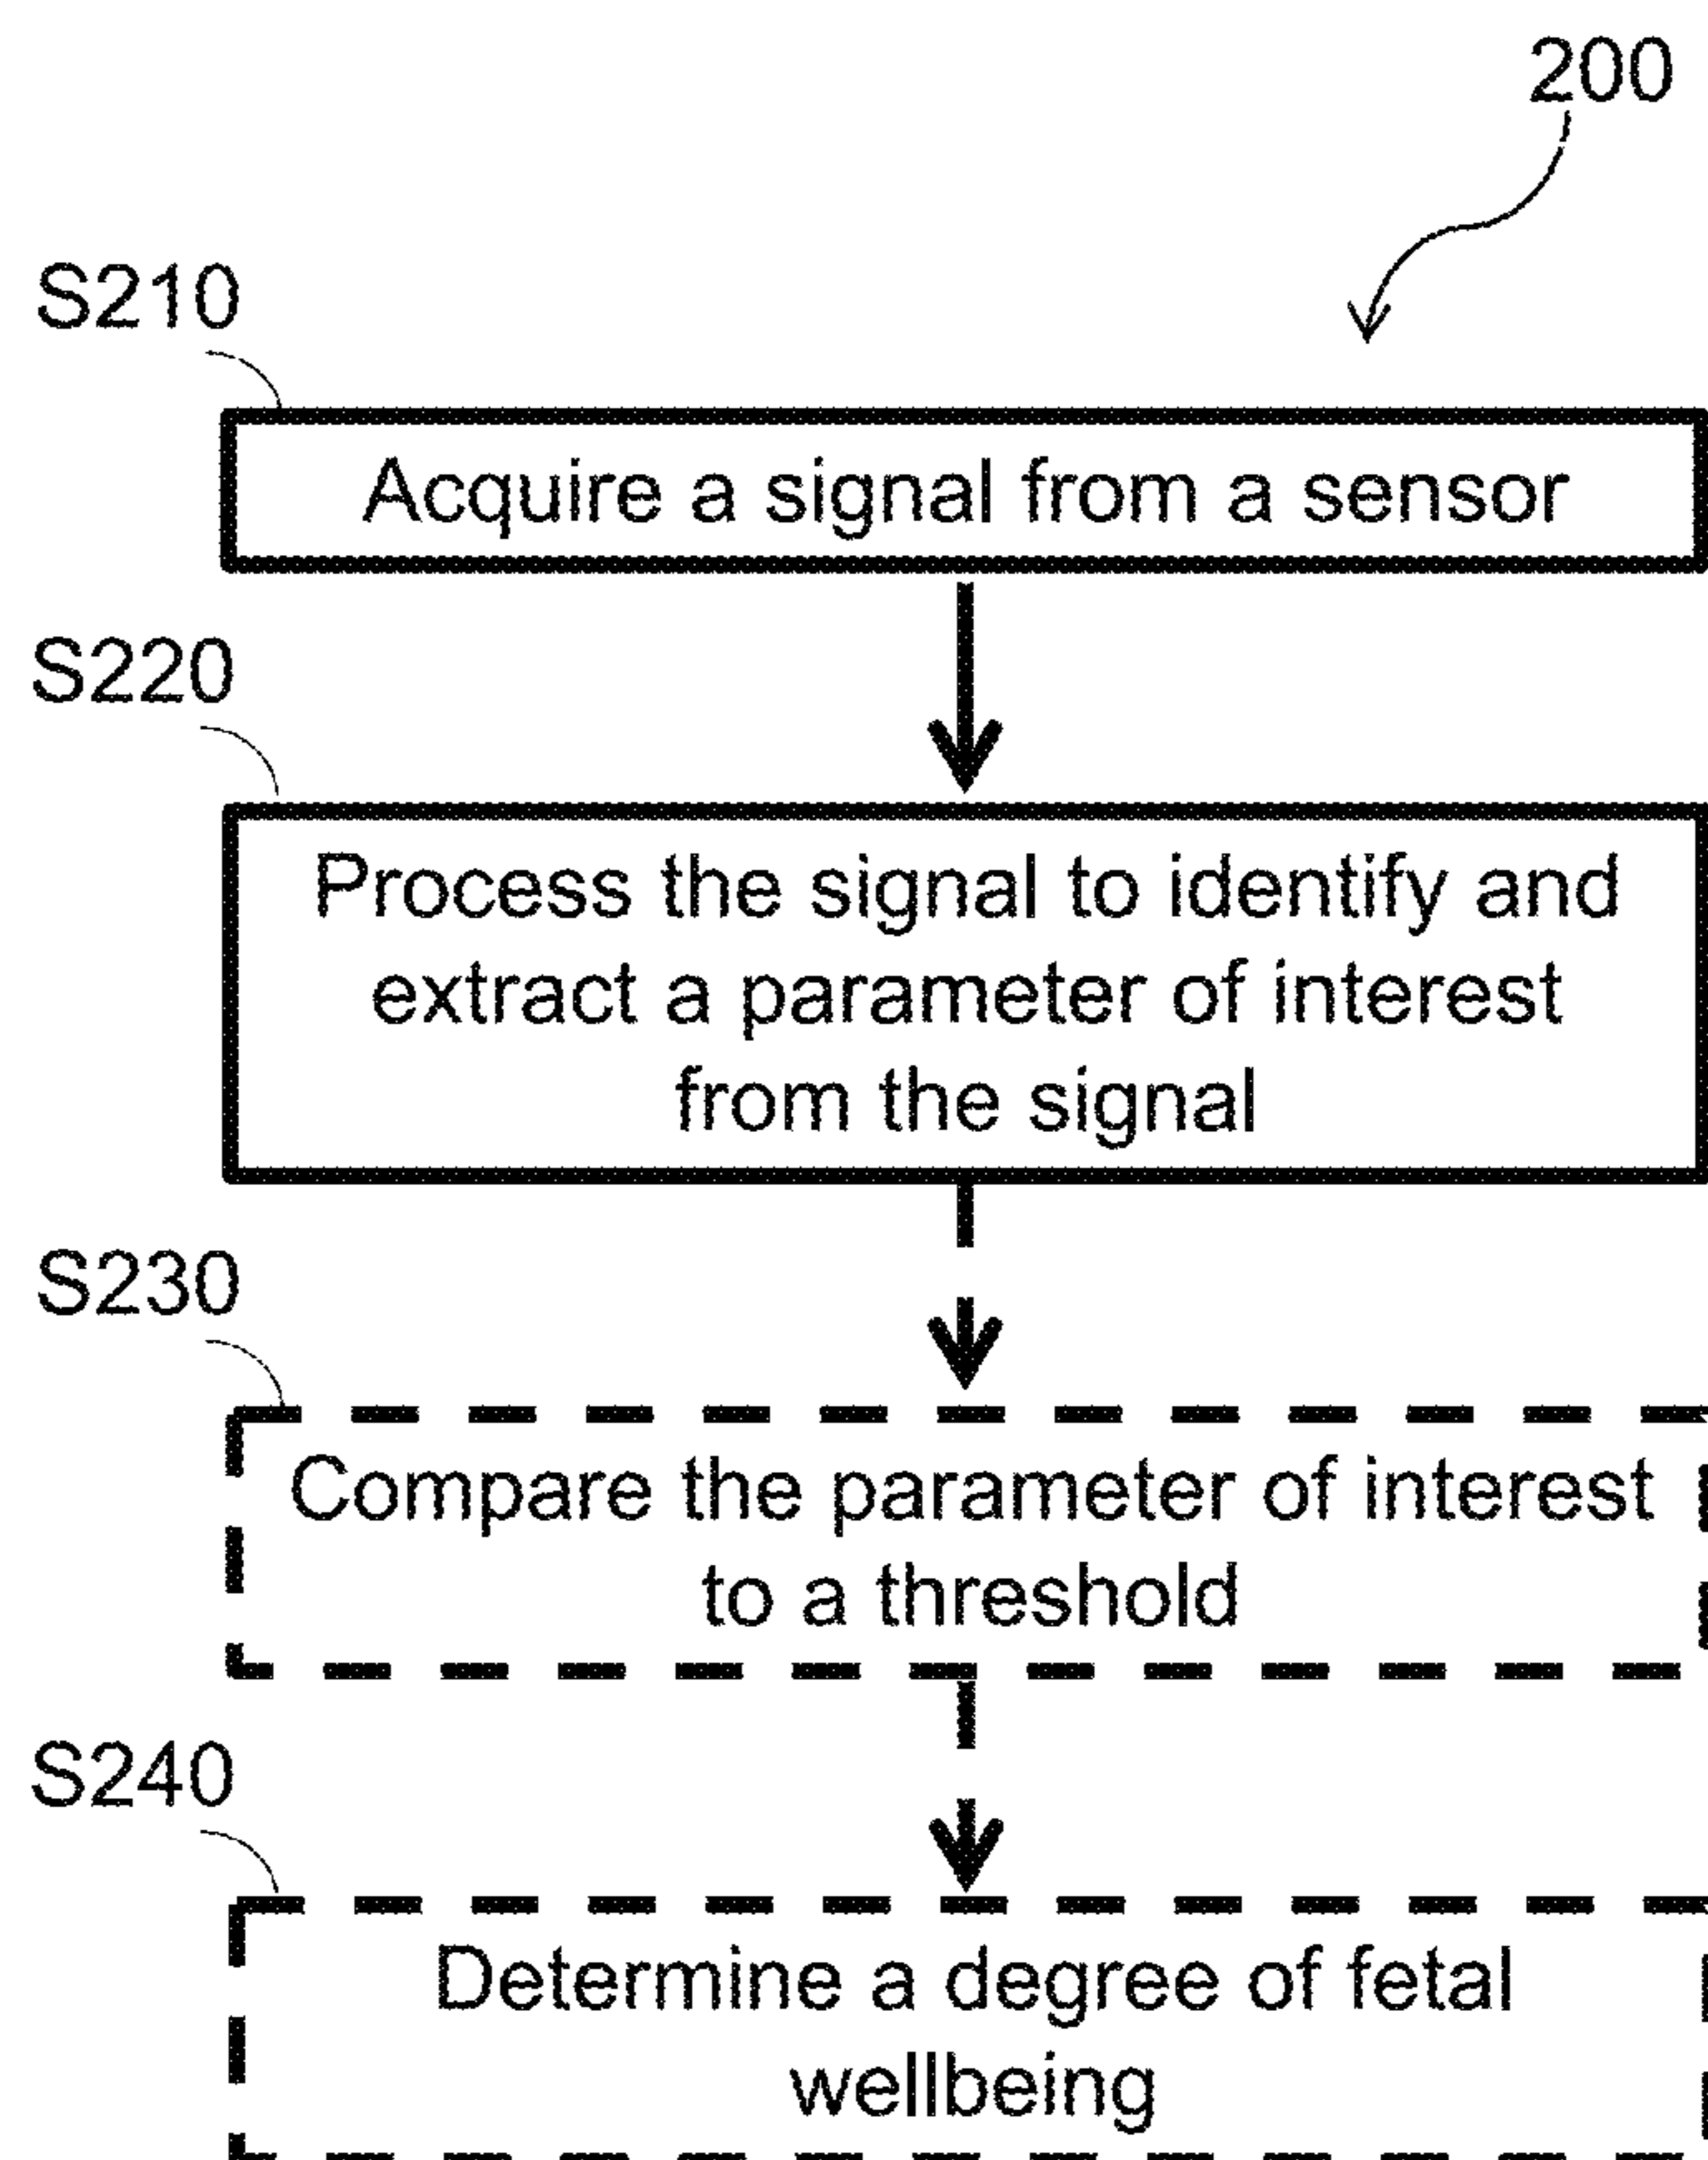 200
S210
Acquire a signal from a sensor
S220
Process the signal to identify and
extract a parameter of interest
from the signal
S230
Compare the parameter of interest
to a threshold
S240
Determine a degree of fetal
wellbeing